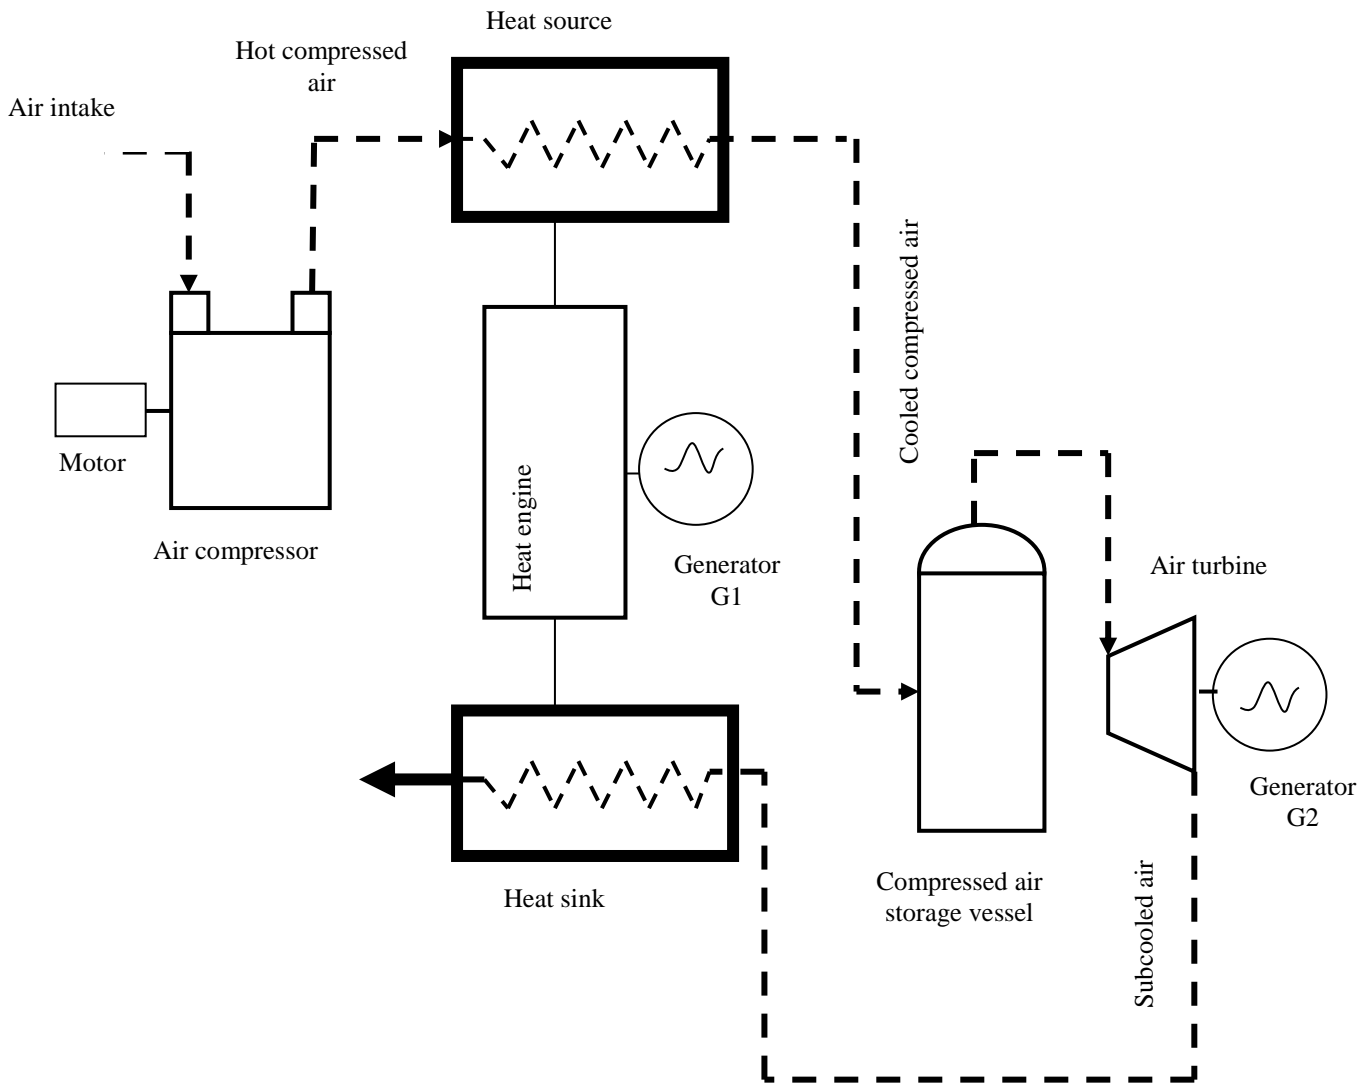 Heat source
Hot compressed
air
Air intake
Cooled compressed air
Motor
Heat engine
Air compressor
Generator
G1
Air turbine
Generator
G2
Compressed air
storage vessel
Heat sink
Subcooled air